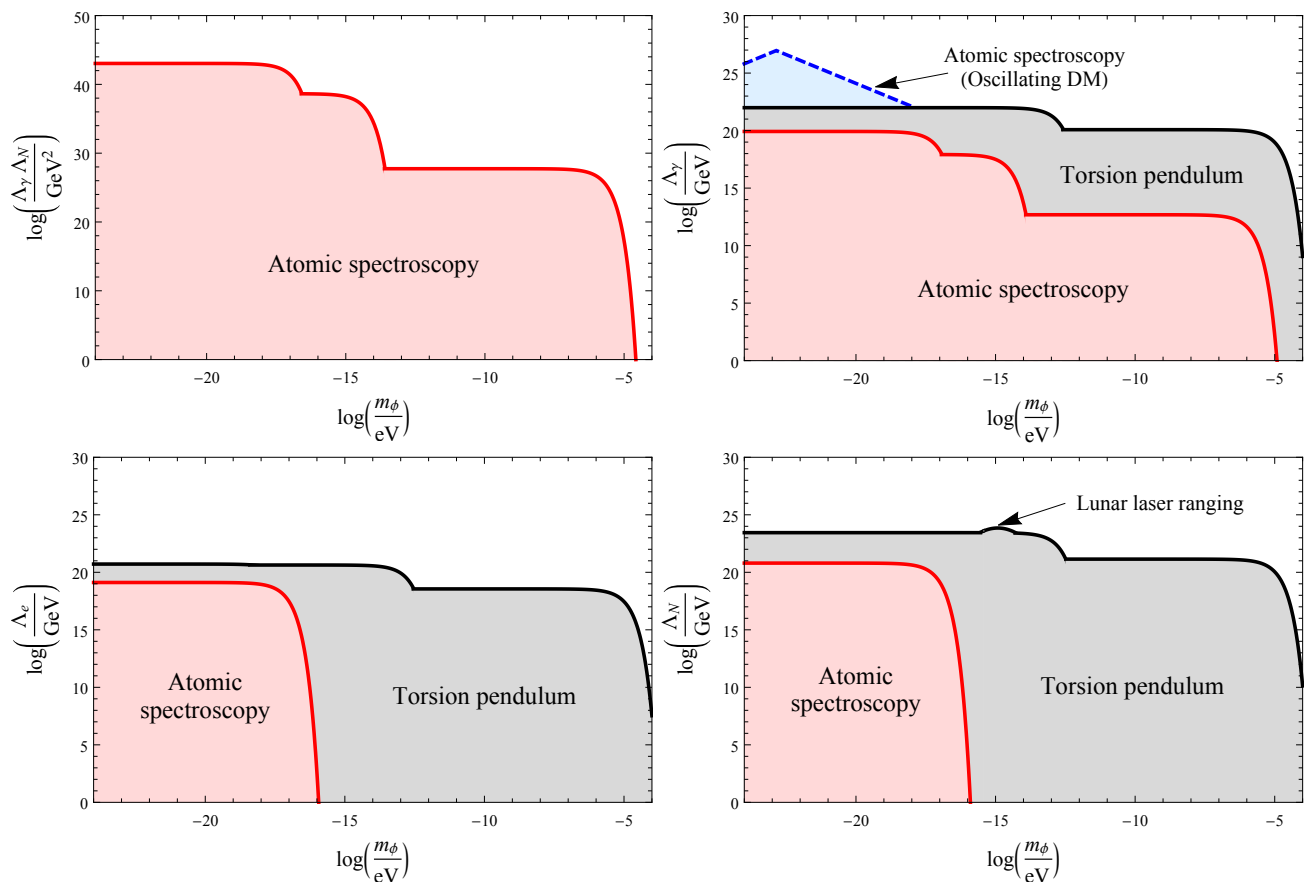 50
40
30
20
10
0
log(Λγ ΛN / GeV²)
Atomic spectroscopy
−20 −15 −10 −5
log(mϕ / eV)
30
25
20
15
10
5
0
log(Λγ / GeV)
Atomic spectroscopy
(Oscillating DM)
Torsion pendulum
Atomic spectroscopy
−20 −15 −10 −5
log(mϕ / eV)
30
25
20
15
10
5
0
log(Λe / GeV)
Atomic
spectroscopy
Torsion pendulum
−20 −15 −10 −5
log(mϕ / eV)
30
25
20
15
10
5
0
log(ΛN / GeV)
Lunar laser ranging
Atomic
spectroscopy
Torsion pendulum
−20 −15 −10 −5
log(mϕ / eV)